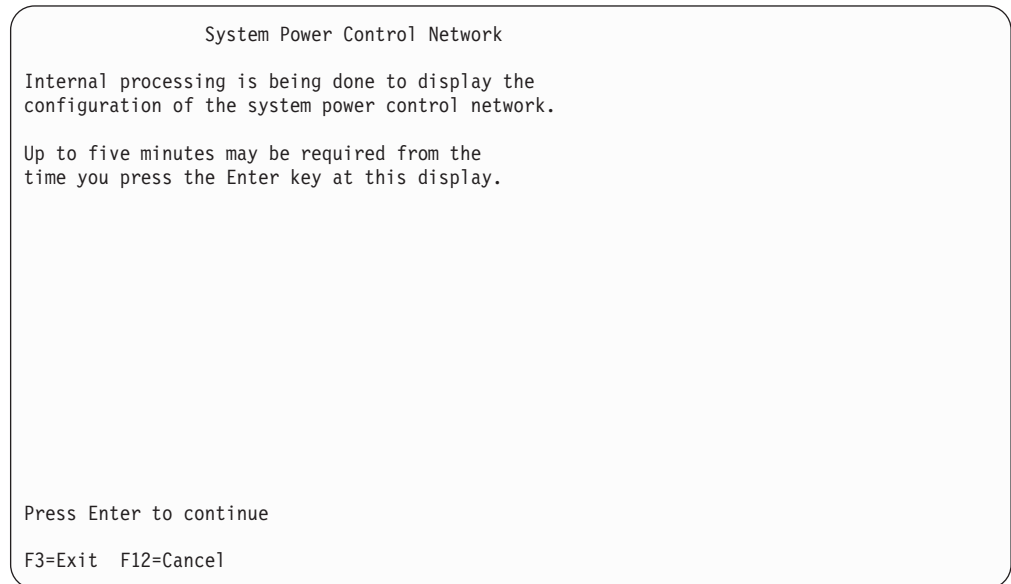 System Power Control Network
Internal processing is being done to display the
configuration of the system power control network.
Up to five minutes may be required from the
time you press the Enter key at this display.
Press Enter to continue
F3=Exit F12=Cancel